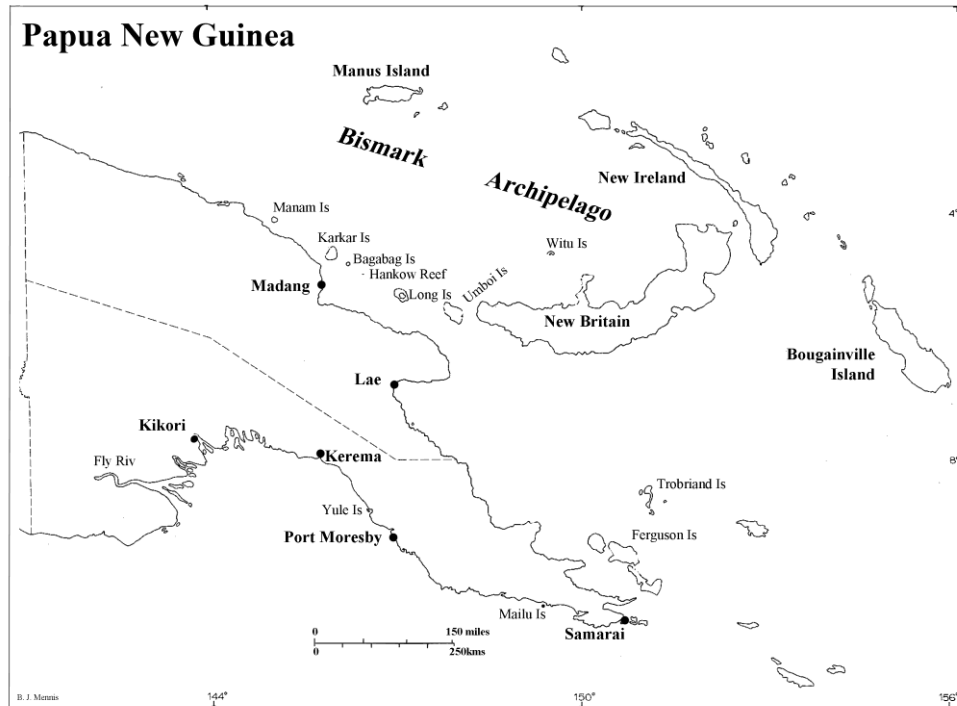 Papua New Guinea
Manus Island
Bismark
Archipelago
New Ireland
Manam Is
4°
Karkar Is
Witu Is
Bagabag Is
Hankow Reef
Madang
Long Is
Umboi Is
New Britain
Bougainville
Island
Lae
Kikori
Kerema
8°
Fly Riv
Trobriand Is
Yule Is
Port Moresby
Ferguson Is
Mailu Is
Samarai
0 150 miles
0 250kms
B. J. Mennis
144°
150°
156°